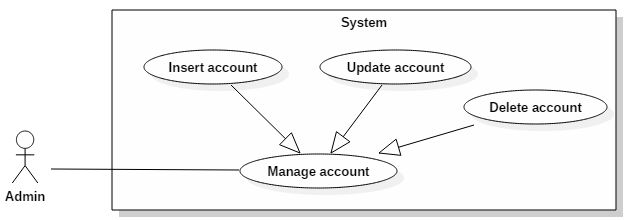 System
Insert account
Update account
Delete account
Manage account
Admin